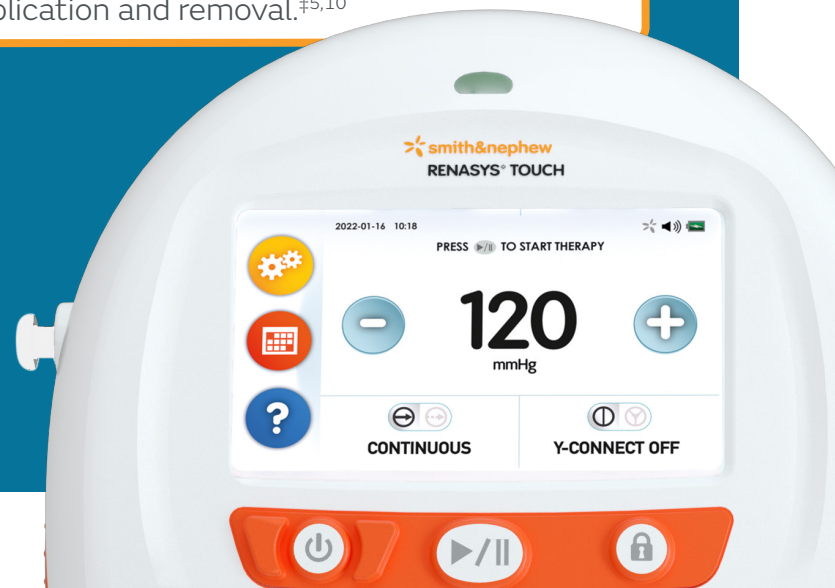 plication and removal.‡5,10
smith&nephew
RENASYS° TOUCH
2022-01-16 10:18
PRESS ▶/II TO START THERAPY
- 120 +
mmHg
?
CONTINUOUS
Y-CONNECT OFF